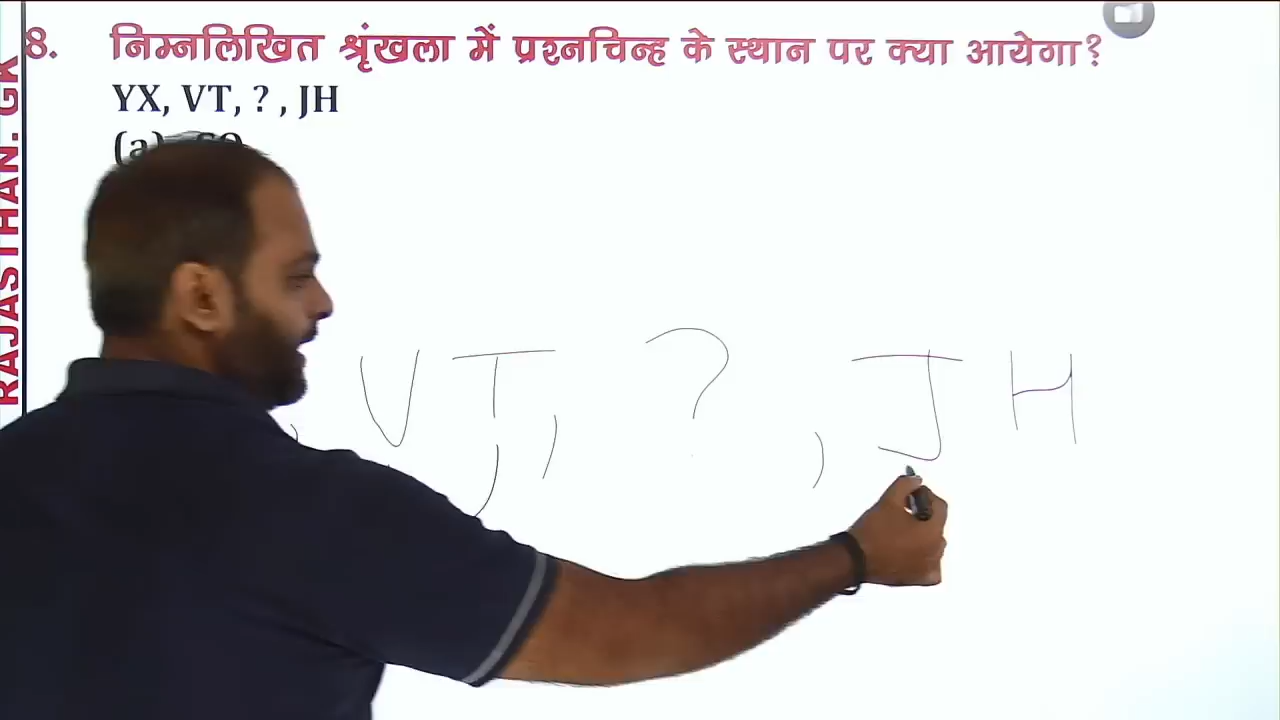 8. निम्नलिखित श्रृंखला में प्रश्नचिन्ह के स्थान पर क्या आयेगा?
YX, VT, ? , JH
(a)
, VT, ? , JH
RAJASTHAN. GK